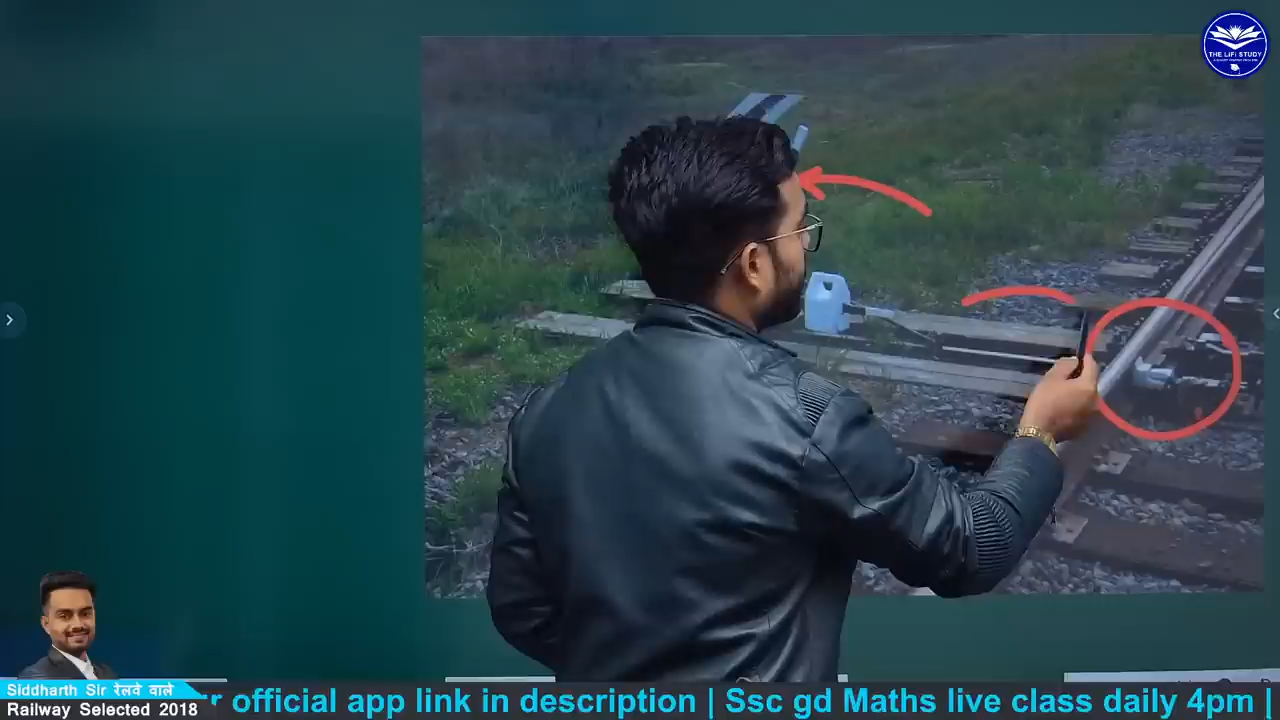 THE LiFi STUDY
Siddharth Sir रेलवे वाले
Railway Selected 2018
r official app link in description | Ssc gd Maths live class daily 4pm |